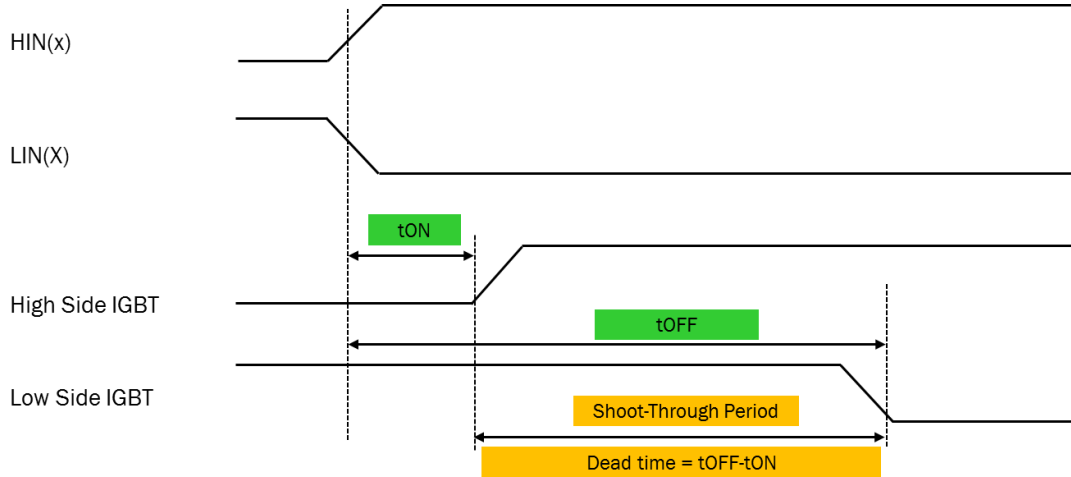 HIN(x)
LIN(X)
tON
High Side IGBT
tOFF
Low Side IGBT
Shoot-Through Period
Dead time = tOFF-tON